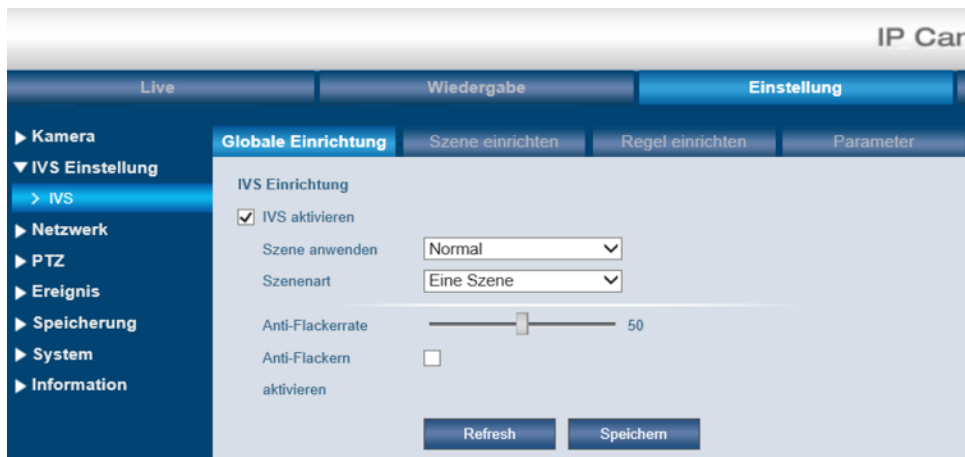 IP Car
Live Wiedergabe Einstellung
Kamera
IVS Einstellung
> IVS
Netzwerk
PTZ
Ereignis
Speicherung
System
Information
Globale Einrichtung Szene einrichten Regel einrichten Parameter
IVS Einrichtung
IVS aktivieren
Szene anwenden Normal
Szenenart Eine Szene
Anti-Flackerrate 50
Anti-Flackern
aktivieren
Refresh Speichern